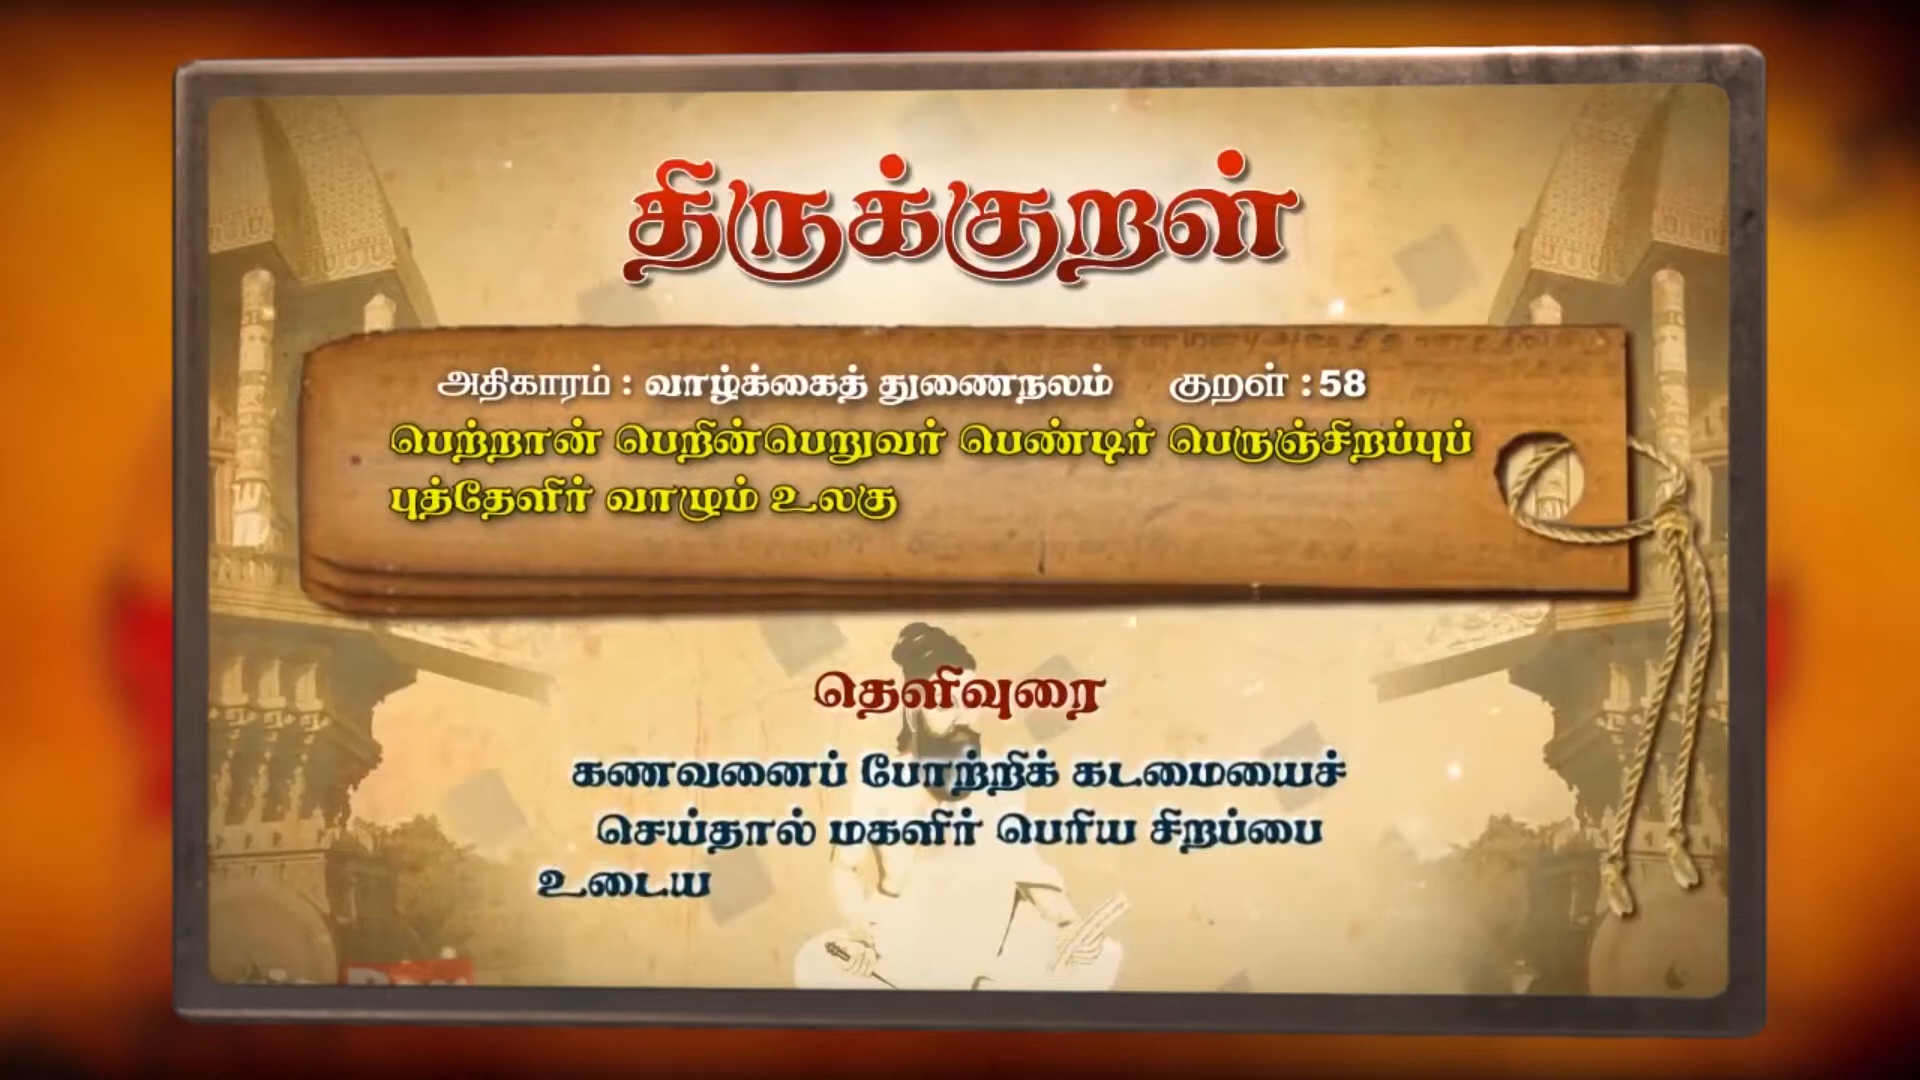 திருக்குறள்
அதிகாரம் : வாழ்க்கைத் துணைநலம் குறள் : 58
பெற்றான் பெறின்பெறுவர் பெண்டிர் பெருஞ்சிறப்புப்
புத்தேளிர் வாழும் உலகு
தெளிவுரை
கணவனைப் போற்றிக் கடமையைச்
செய்தால் மகளிர் பெரிய சிறப்பை
உடைய